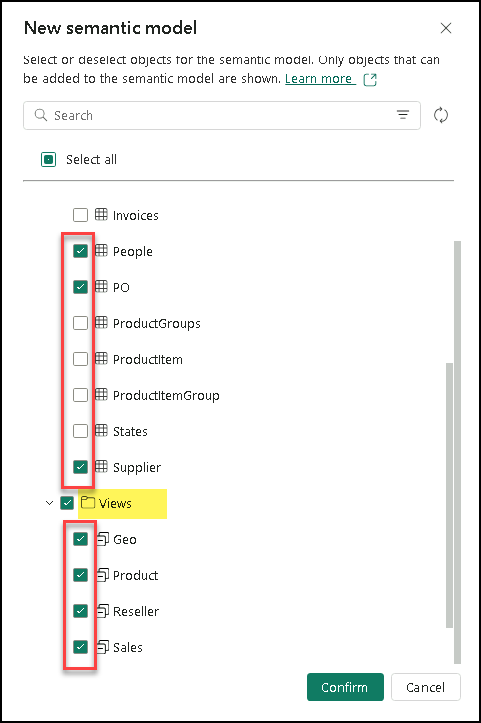 New semantic model
Select or deselect objects for the semantic model. Only objects that can
be added to the semantic model are shown. Learn more
Search
Select all
Invoices
People
PO
ProductGroups
ProductItem
ProductItemGroup
States
Supplier
Views
Geo
Product
Reseller
Sales
Confirm
Cancel